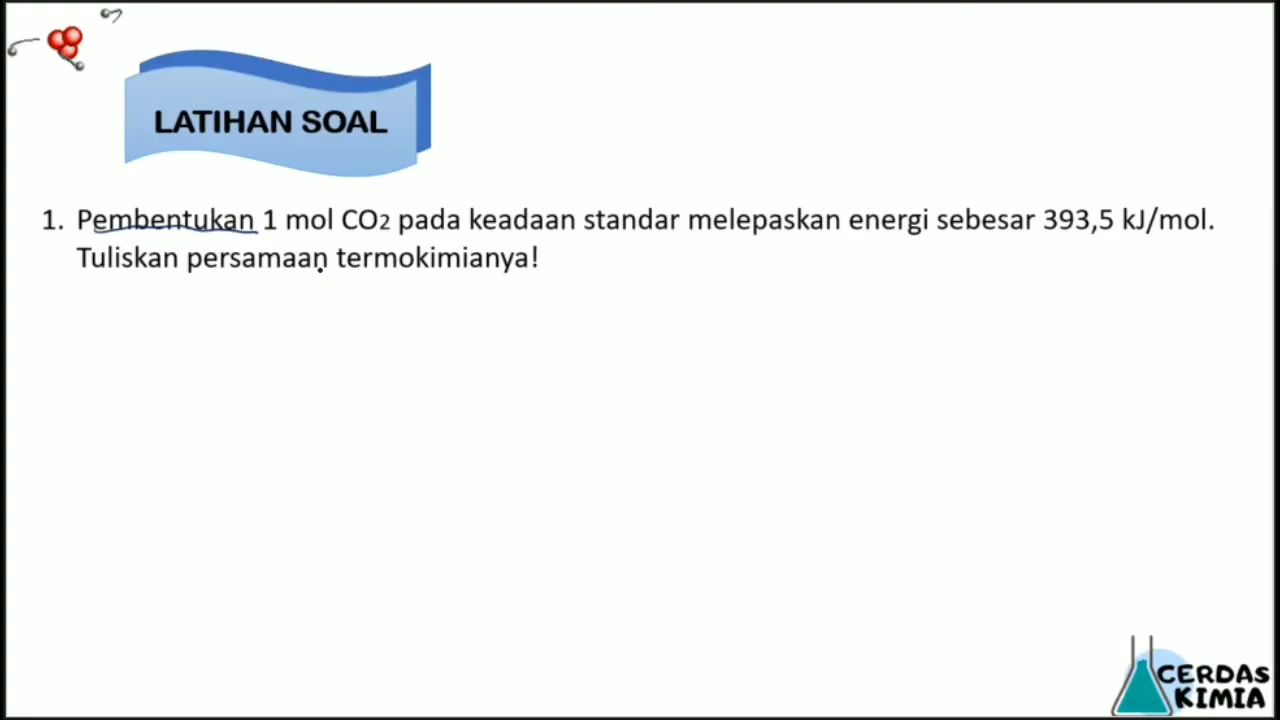 LATIHAN SOAL
1. Pembentukan 1 mol CO2 pada keadaan standar melepaskan energi sebesar 393,5 kJ/mol.
Tuliskan persamaan termokimianya!
CERDAS
KIMIA